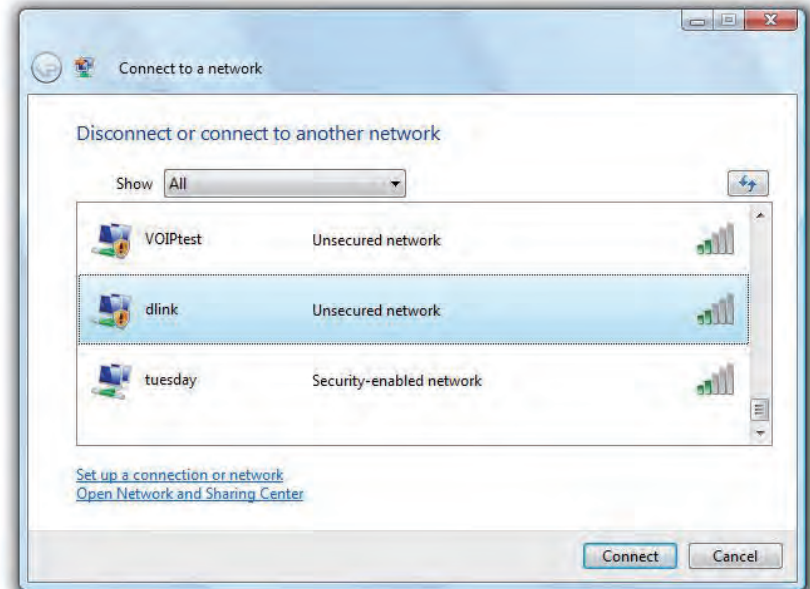 Connect to a network
Disconnect or connect to another network
Show All
VOIPtest Unsecured network
dlink Unsecured network
tuesday Security-enabled network
Set up a connection or network
Open Network and Sharing Center
Connect Cancel